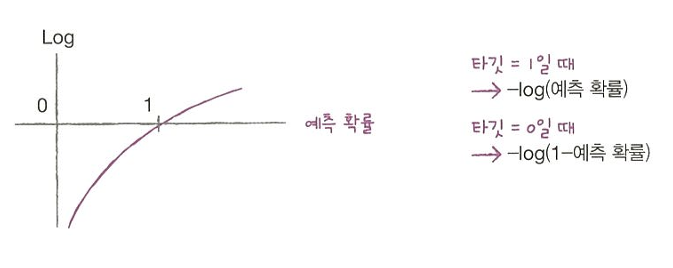 Log
0
1
예측 확률
타깃 = 1일 때
→ –log(예측 확률)
타깃 = 0일 때
→ –log(1–예측 확률)